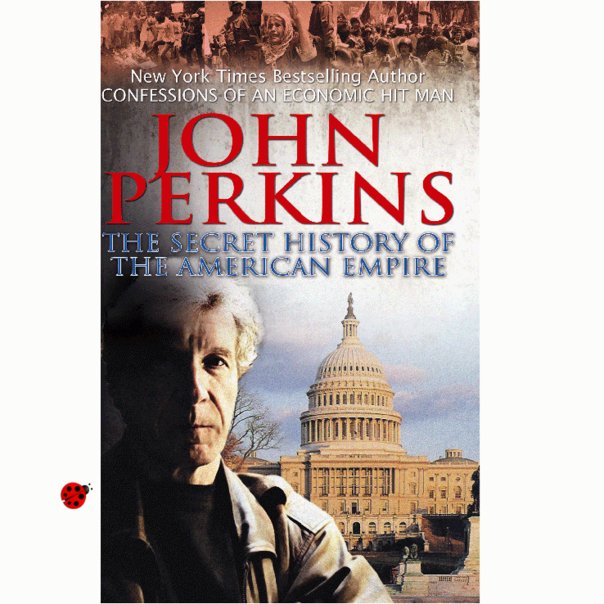 New York Times Bestselling Author
CONFESSIONS OF AN ECONOMIC HIT MAN
JOHN
PERKINS
THE SECRET HISTORY OF
THE AMERICAN EMPIRE